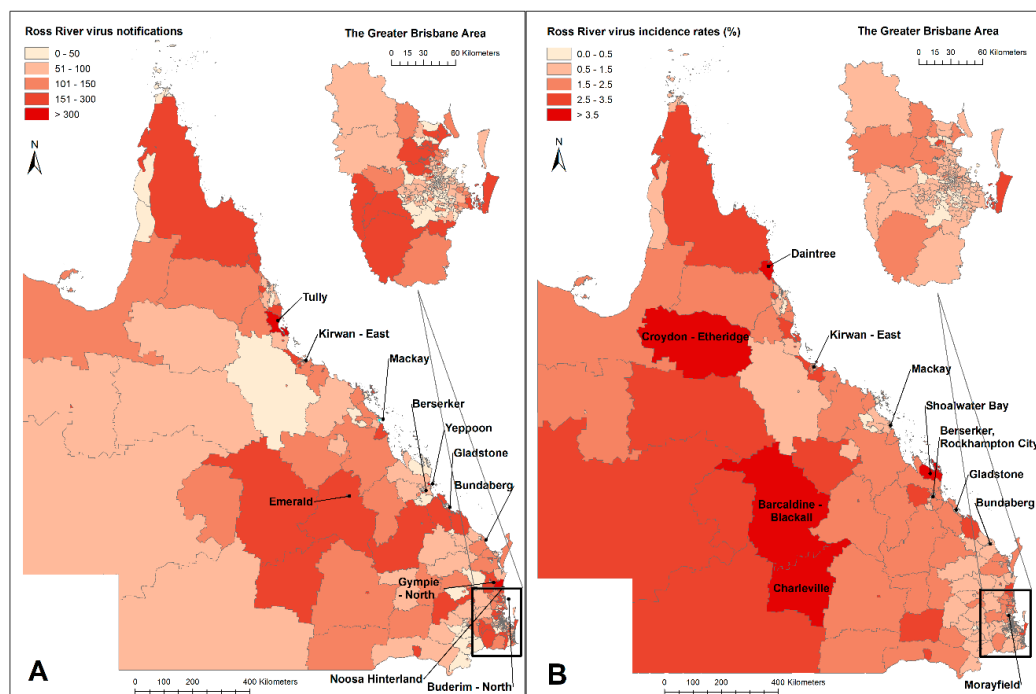 Ross River virus notifications
0 - 50
51 - 100
101 - 150
151 - 300
> 300
The Greater Brisbane Area
0 15 30 60 Kilometers
N
Tully
Kirwan - East
Mackay
Berserker
Yeppoon
Gladstone
Bundaberg
Emerald
Gympie
- North
Noosa Hinterland
Buderim - North
A
0 100 200 400 Kilometers
Ross River virus incidence rates (%)
0.0 - 0.5
0.5 - 1.5
1.5 - 2.5
2.5 - 3.5
> 3.5
The Greater Brisbane Area
0 15 30 60 Kilometers
N
Daintree
Croydon - Etheridge
Kirwan - East
Mackay
Shoalwater Bay
Berserker,
Rockhampton City
Gladstone
Bundaberg
Barcaldine -
Blackall
Charleville
Morayfield
B
0 100 200 400 Kilometers